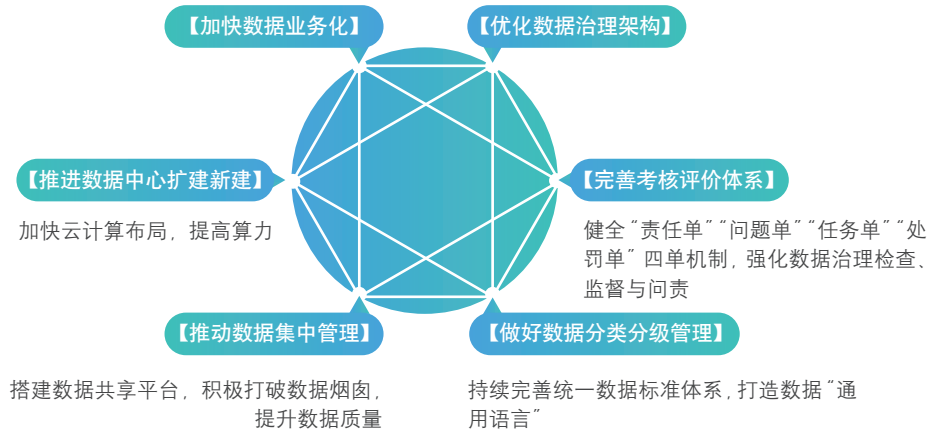 【加快数据业务化】
【优化数据治理架构】
【推进数据中心扩建新建】
加快云计算布局，提高算力
【完善考核评价体系】
健全“责任单”“问题单”“任务单”“处
罚单”四单机制，强化数据治理检查、
监督与问责
【推动数据集中管理】
搭建数据共享平台，积极打破数据烟囱，
提升数据质量
【做好数据分类分级管理】
持续完善统一数据标准体系，打造数据“通
用语言”